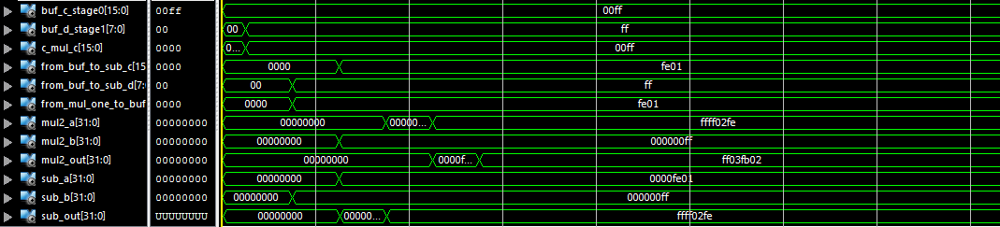 buf_c_stage0[15:0] 00ff 00ff
buf_d_stage1[7:0] 00 00 ff
c_mul_c[15:0] 0000 0... 00ff
from_buf_to_sub_c[15 0000 0000 fe01
from_buf_to_sub_d[7: 00 00 ff
from_mul_one_to_buf 0000 0000 fe01
mul2_a[31:0] 00000000 00000000 00000... ffff02fe
mul2_b[31:0] 00000000 00000000 000000ff
mul2_out[31:0] 00000000 00000000 0000f... ff03fb02
sub_a[31:0] 00000000 00000000 0000fe01
sub_b[31:0] 00000000 00000000 000000ff
sub_out[31:0] UUUUUUUU 00000000 00000... ffff02fe